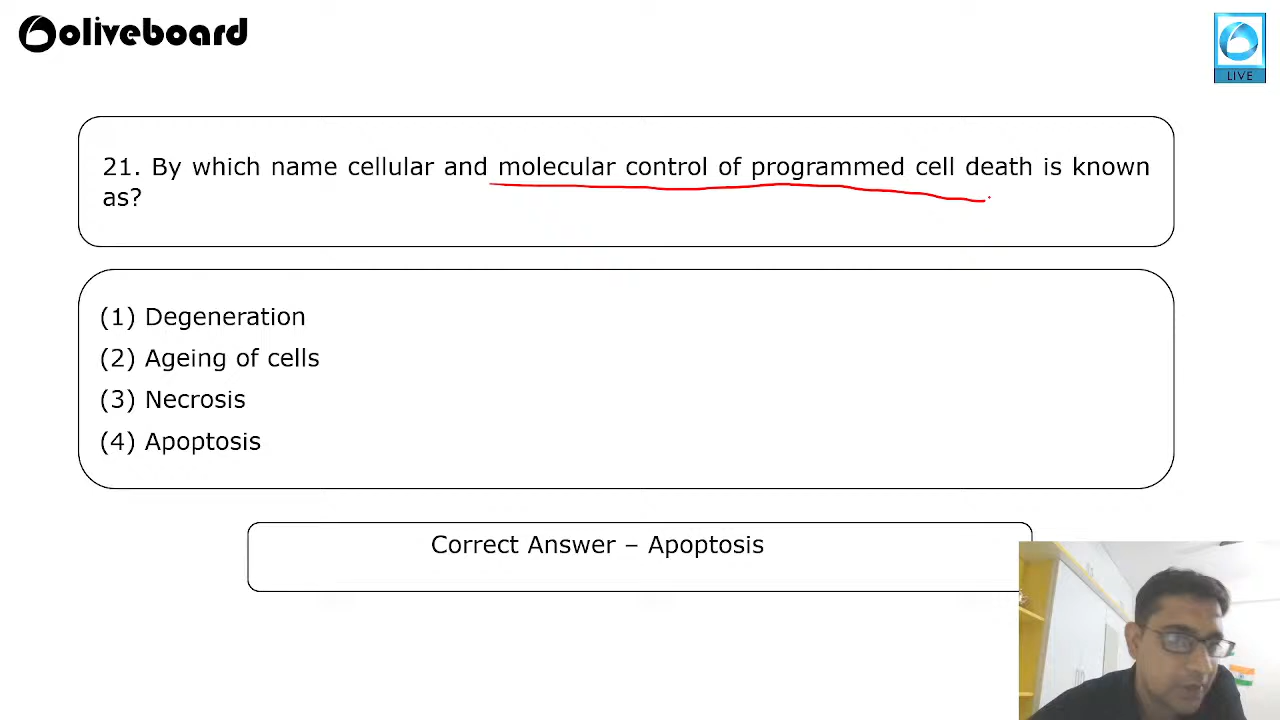 oliveboard
LIVE
21. By which name cellular and molecular control of programmed cell death is known
as?
(1) Degeneration
(2) Ageing of cells
(3) Necrosis
(4) Apoptosis
Correct Answer – Apoptosis